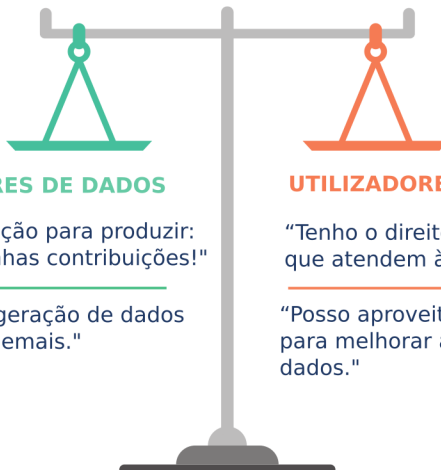 RES DE DADOS
ção para produzir:
nhas contribuições!"
geração de dados
emais."
UTILIZADORE
“Tenho o direit
que atendem à
“Posso aproveit
para melhorar a
dados."